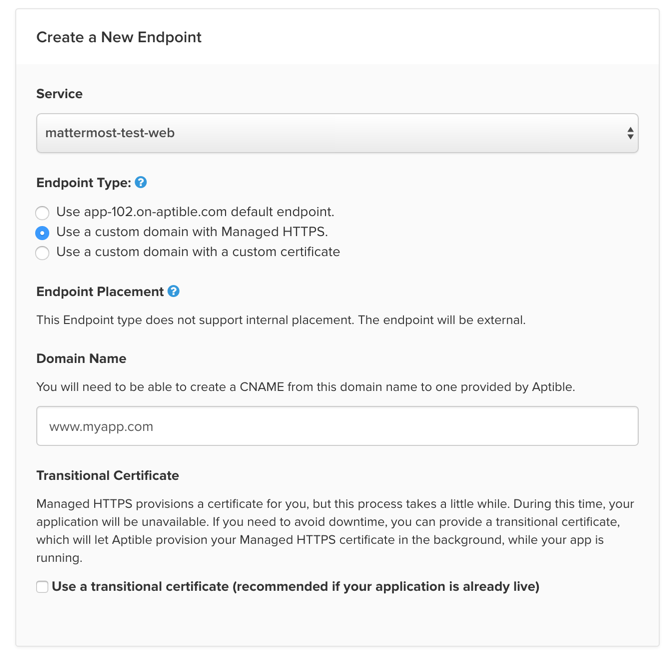 Create a New Endpoint
Service
mattermost-test-web
Endpoint Type: ?
Use app-102.on-aptible.com default endpoint.
Use a custom domain with Managed HTTPS.
Use a custom domain with a custom certificate
Endpoint Placement ?
This Endpoint type does not support internal placement. The endpoint will be external.
Domain Name
You will need to be able to create a CNAME from this domain name to one provided by Aptible.
www.myapp.com
Transitional Certificate
Managed HTTPS provisions a certificate for you, but this process takes a little while. During this time, your
application will be unavailable. If you need to avoid downtime, you can provide a transitional certificate,
which will let Aptible provision your Managed HTTPS certificate in the background, while your app is
running.
Use a transitional certificate (recommended if your application is already live)